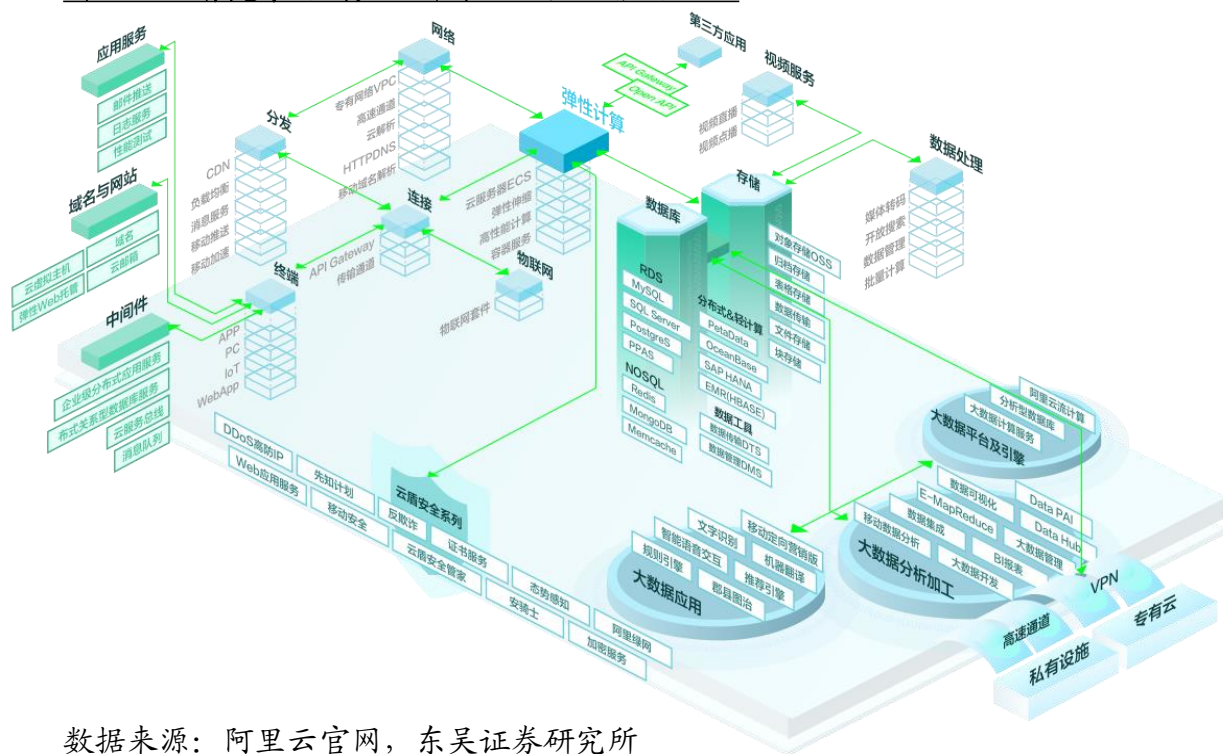 应用服务
邮件推送
日志服务
性能测试
域名与网站
域名
云虚拟主机
云邮箱
弹性Web托管
中间件
企业级分布式应用服务
布式关系型数据库服务
云服务总线
消息队列
网络
专有网络VPC
高速通道
云解析
HTTPDNS
移动域名解析
分发
CDN
负载均衡
消息服务
移动推送
移动加速
连接
API Gateway
传输通道
终端
APP
PC
IoT
WebApp
物联网
物联网套件
弹性计算
云服务器ECS
弹性伸缩
高性能计算
容器服务
第三方应用
API Gateway
Open API
视频服务
视频直播
视频点播
数据处理
媒体转码
开放搜索
数据管理
批量计算
存储
对象存储OSS
归档存储
表格存储
数据传输
文件存储
块存储
数据库
RDS
MySQL
SQL Server
PostgreS
PPAS
NOSQL
Redis
MongoDB
Memcache
分布式&轻计算
PetaData
OceanBase
SAP HANA
EMR(HBASE)
数据工具
数据传输DTS
数据管理DMS
云盾安全系列
DDoS高防IP
Web应用服务
先知计划
移动安全
反欺诈
证书服务
云盾安全管家
态势感知
安骑士
阿里绿网
加密服务
大数据平台及引擎
阿里云流计算
分析型数据库
大数据计算服务
大数据分析加工
数据可视化
Data PAI
E-MapReduce
Data Hub
数据集成
大数据管理
移动数据分析
BI报表
大数据开发
大数据应用
移动定向营销版
文字识别
机器翻译
智能语音交互
推荐引擎
规则引擎
郡县图治
VPN
高速通道
专有云
私有设施
数据来源：阿里云官网，东吴证券研究所